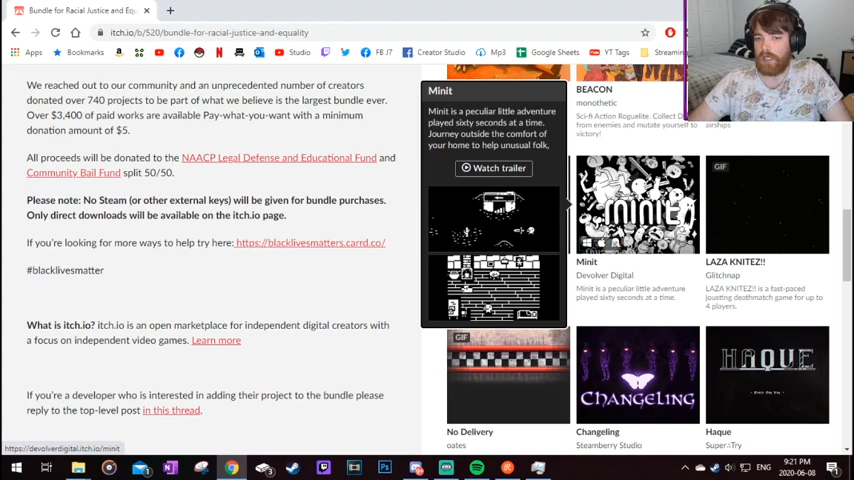 Bundle for Racial Justice and Eq
itch.io/b/520/bundle-for-racial-justice-and-equality
Apps Bookmarks Studio FB J7 Creator Studio Mp3 Google Sheets YT Tags Streaming
We reached out to our community and an unprecedented number of creators
donated over 740 projects to be part of what we believe is the largest bundle ever.
Over $3,400 of paid works are available Pay-what-you-want with a minimum
donation amount of $5.
All proceeds will be donated to the NAACP Legal Defense and Educational Fund and
Community Bail Fund split 50/50.
Please note: No Steam (or other external keys) will be given for bundle purchases.
Only direct downloads will be available on the itch.io page.
If you're looking for more ways to help try here: https://blacklivesmatters.carrd.co/
#blacklivesmatter
What is itch.io? itch.io is an open marketplace for independent digital creators with
a focus on independent video games. Learn more
If you're a developer who is interested in adding their project to the bundle please
reply to the top-level post in this thread.
https://devolverdigital.itch.io/minit
Minit
Minit is a peculiar little adventure
played sixty seconds at a time.
Journey outside the comfort of
your home to help unusual folk,
Watch trailer
BEACON
monothetic
Sci-fi Action Roguelite. Clone
from enemies and mutate yourself to
victory!
airships
minit
GIF
Minit
Devolver Digital
Minit is a peculiar little adventure
played sixty seconds at a time.
LAZA KNITEZ!!
Glitchnap
LAZA KNITEZ!! is a fast-paced
jousting deathmatch game for up to
4 players.
GIF
CHANGELING
HAQUE
No Delivery
oates
Changeling
Steamberry Studio
Haque
SuperTry
ENG
9:21 PM
2020-06-08